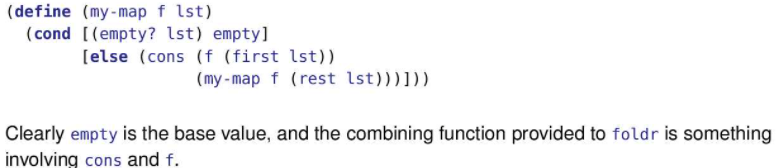 (define (my-map f lst)
  (cond [(empty? lst) empty]
        [else (cons (f (first lst))
                    (my-map f (rest lst)))]))
Clearly empty is the base value, and the combining function provided to foldr is something
involving cons and f.